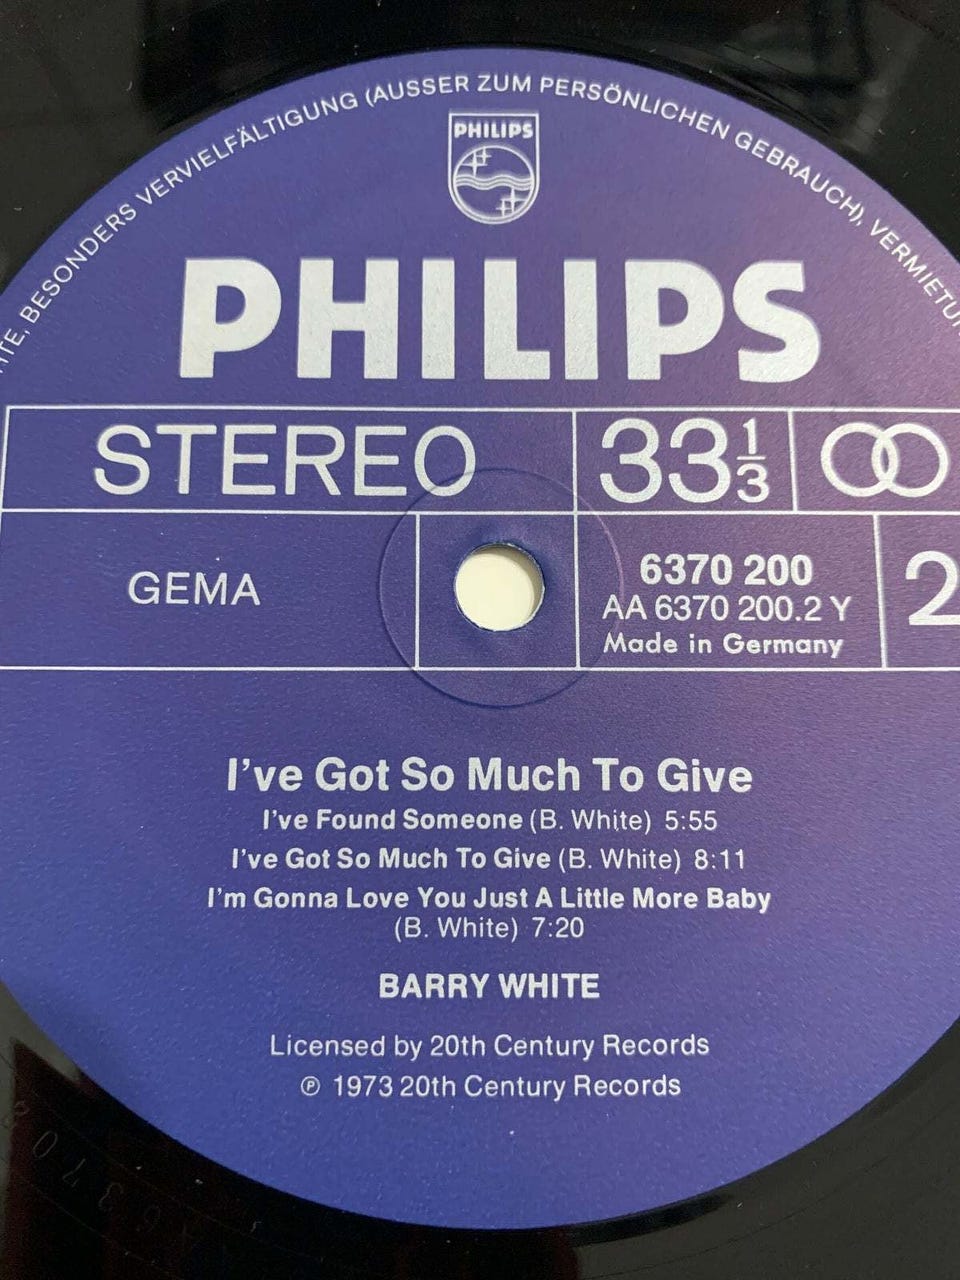 BESONDERS VERVIELFÄLTIGUNG (AUSSER ZUM PERSÖNLICHEN GEBRAUCH),
PHILIPS
PHILIPS
STEREO 33 1/3
GEMA
6370 200
AA 6370 200.2 Y
Made in Germany
2
I've Got So Much To Give
I've Found Someone (B. White) 5:55
I've Got So Much To Give (B. White) 8:11
I'm Gonna Love You Just A Little More Baby
(B. White) 7:20
BARRY WHITE
Licensed by 20th Century Records
℗ 1973 20th Century Records